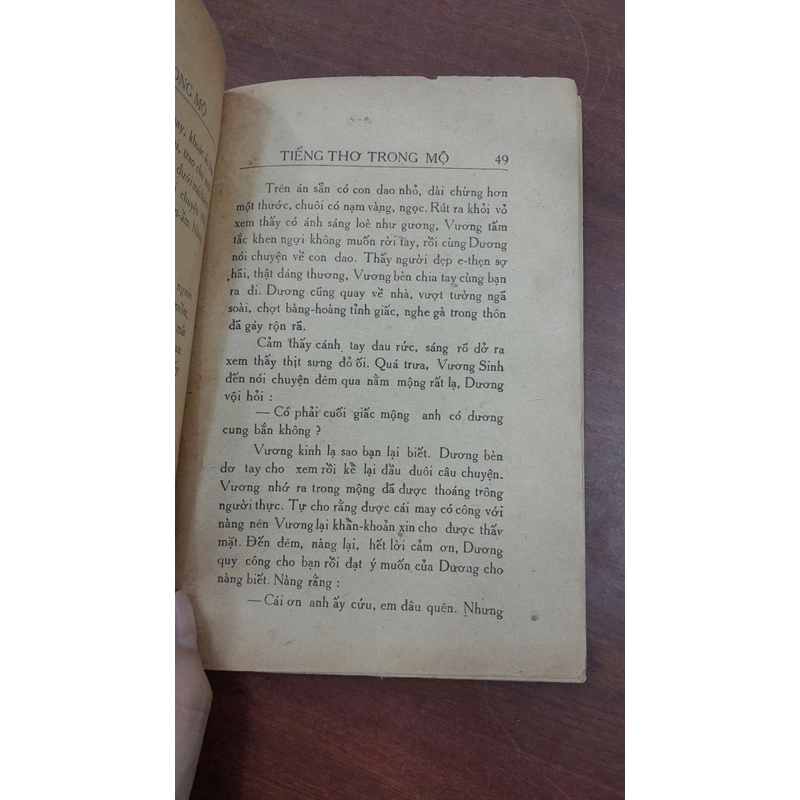 ONG MỘ
TIẾNG THƠ TRONG MỘ 49
Trên án sẵn có con dao nhỏ, dài chừng hơn
một thước, chuôi có nạm vàng, ngọc. Rút ra khỏi vỏ
xem thấy có ánh sáng loè như gương, Vương tấm
tắc khen ngợi không muốn rời tay, rồi cùng Dương
nói chuyện về con dao. Thấy người đẹp e-thẹn sợ
hãi, thật đáng thương, Vương bèn chia tay cùng bạn
ra đi. Dương cũng quay về nhà, vượt tường ngã
soài, chợt bàng-hoàng tỉnh giấc, nghe gà trong thôn
đã gáy rộn rã.
Cảm thấy cánh tay đau rức, sáng rõ dở ra
xem thấy thịt sưng đỏ ối. Quá trưa, Vương Sinh
đến nói chuyện đêm qua nằm mộng rất lạ, Dương
vội hỏi :
— Có phải cuối giấc mộng anh có dương
cung bắn không ?
Vương kinh lạ sao bạn lại biết. Dương bèn
dơ tay cho xem rồi kể lại đầu đuôi câu chuyện.
Vương nhớ ra trong mộng đã được thoáng trông
người thực. Tự cho rằng được cái may có công với
nàng nên Vương lại khẩn-khoản xin cho được thấy
mặt. Đến đêm, nàng lại, hết lời cảm ơn, Dương
quy công cho bạn rồi đạt ý muốn của Dương cho
nàng biết. Nàng rằng :
— Cái ơn anh ấy cứu, em đâu quên. Nhưng